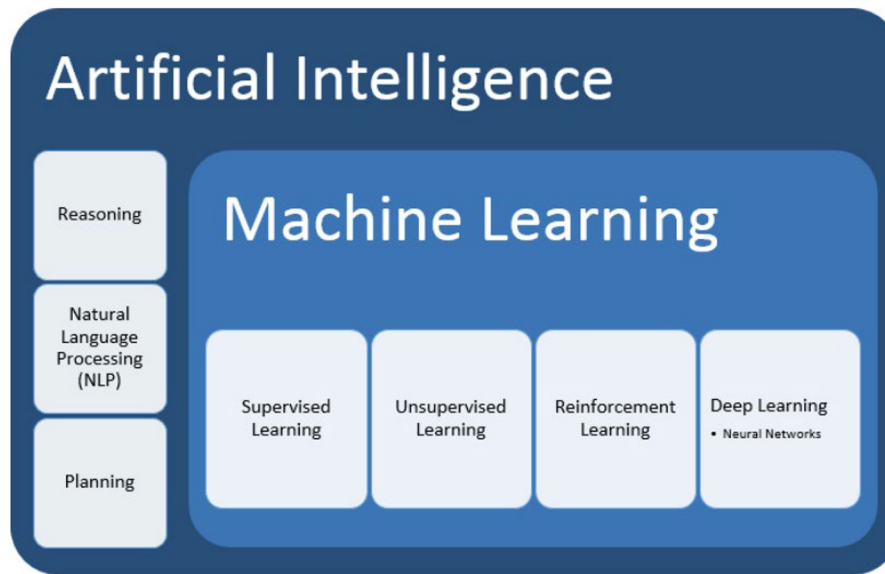 Artificial Intelligence
Reasoning
Natural
Language
Processing
(NLP)
Planning
Machine Learning
Supervised
Learning
Unsupervised
Learning
Reinforcement
Learning
Deep Learning
• Neural Networks